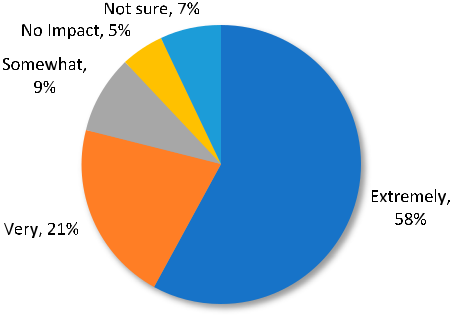 Not sure, 7%
No Impact, 5%
Somewhat,
9%
Very, 21%
Extremely,
58%